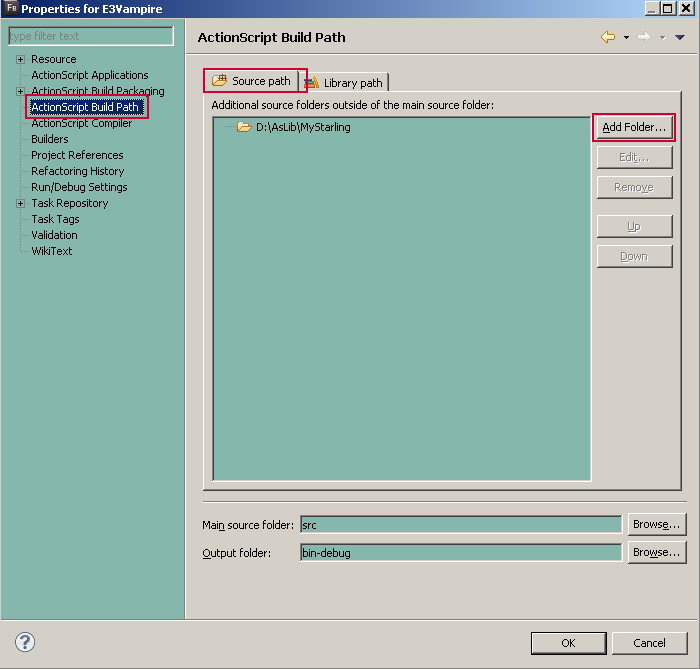 Fb Properties for E3Vampire
type filter text
Resource
ActionScript Applications
ActionScript Build Packaging
ActionScript Build Path
ActionScript Compiler
Builders
Project References
Refactoring History
Run/Debug Settings
Task Repository
Task Tags
Validation
WikiText
ActionScript Build Path
Source path
Library path
Additional source folders outside of the main source folder:
D:\AsLib\MyStarling
Add Folder...
Edit...
Remove
Up
Down
Main source folder:
src
Browse...
Output folder:
bin-debug
Browse...
?
OK
Cancel